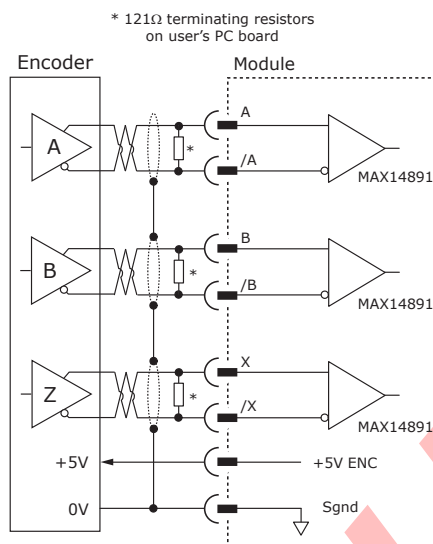 * 121Ω terminating resistors
on user's PC board
Encoder
Module
A
A
*
/A
MAX14891
B
B
*
/B
MAX14891
Z
X
*
/X
MAX14891
+5V
+5V ENC
0V
Sgnd